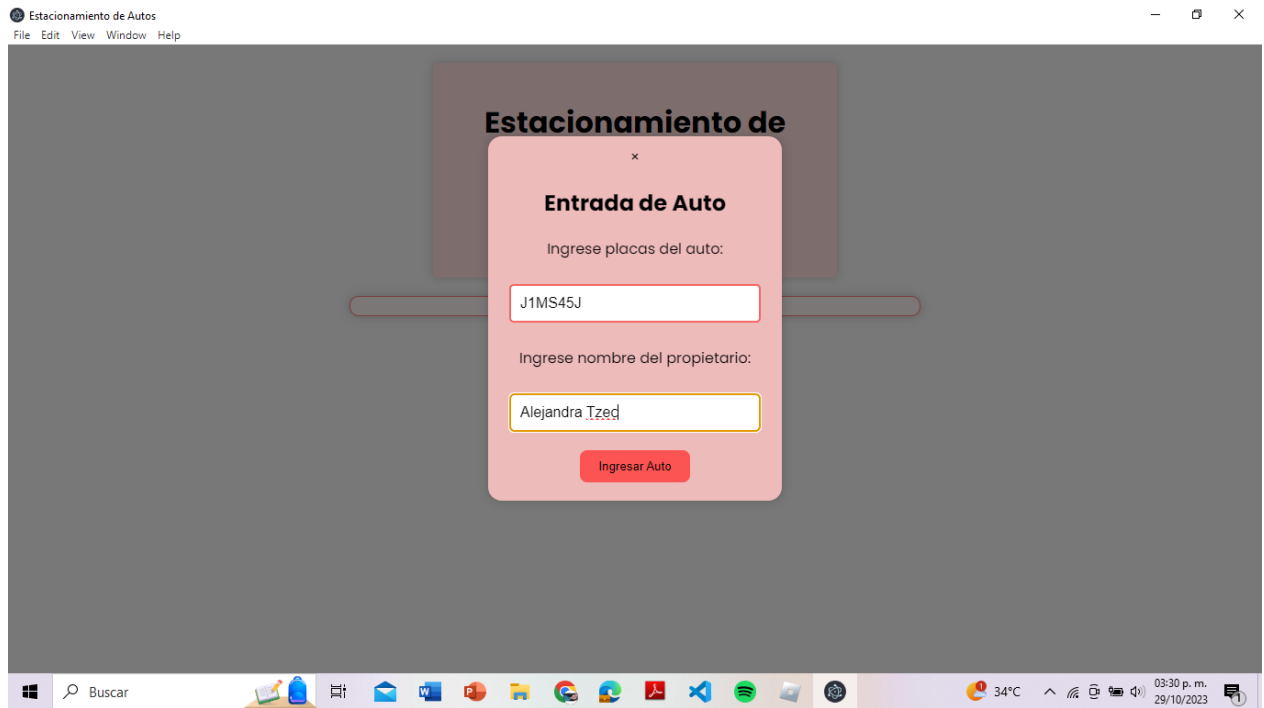 Estacionamiento de Autos
File Edit View Window Help
Estacionamiento de
×
Entrada de Auto
Ingrese placas del auto:
J1MS45J
Ingrese nombre del propietario:
Alejandra Tzec
Ingresar Auto
Buscar
34°C
03:30 p. m.
29/10/2023
1